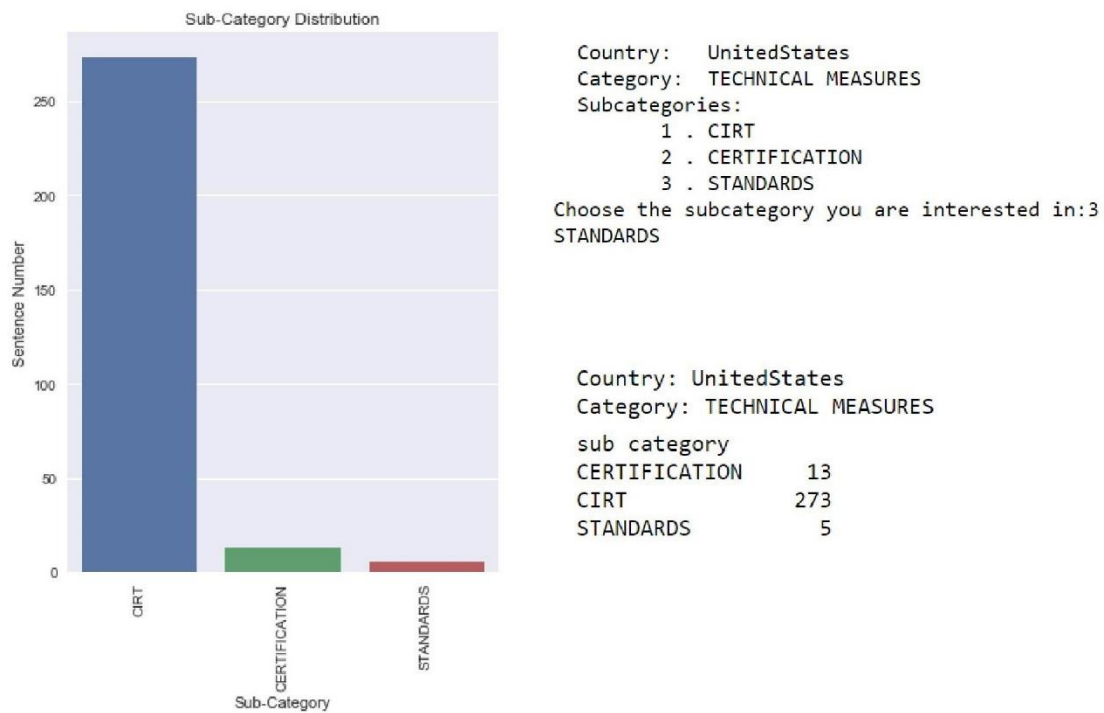 Sub-Category Distribution
Sentence Number
250
200
150
100
50
0
CIRT
CERTIFICATION
STANDARDS
Sub-Category
Country: UnitedStates
Category: TECHNICAL MEASURES
Subcategories:
1 . CIRT
2 . CERTIFICATION
3 . STANDARDS
Choose the subcategory you are interested in:3
STANDARDS
Country: UnitedStates
Category: TECHNICAL MEASURES
sub category
CERTIFICATION 13
CIRT 273
STANDARDS 5